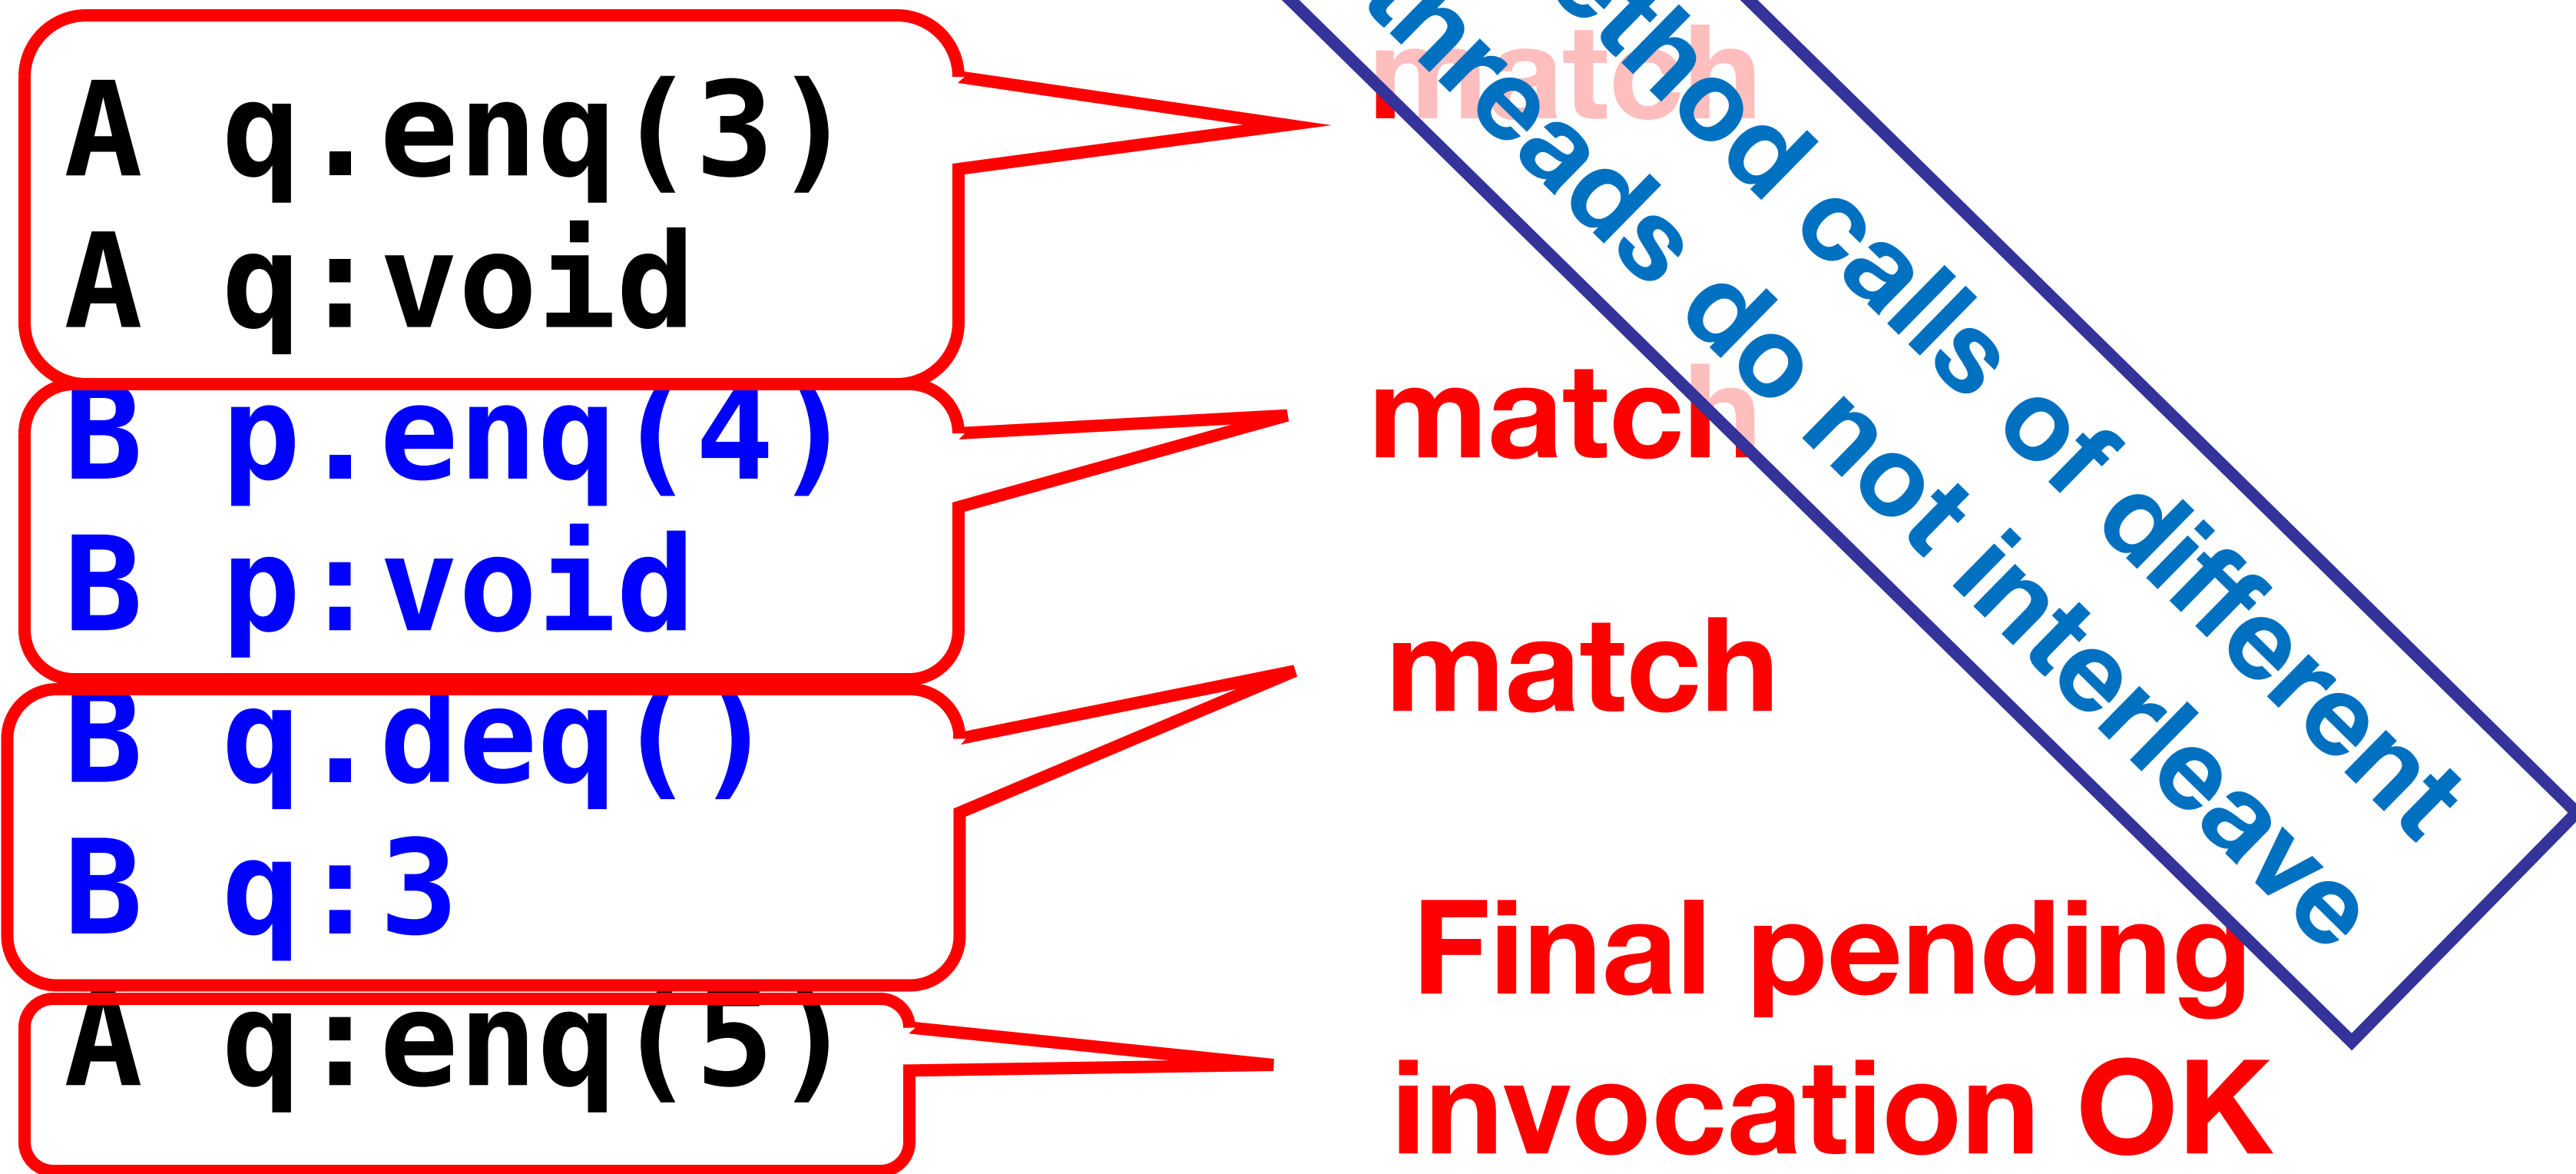 A q.enq(3)
A q:void
B p.enq(4)
B p:void
B q.deq()
B q:3
A q:enq(5)
match
match
match
Final pending
invocation OK
ethod calls of different
threads do not interleave